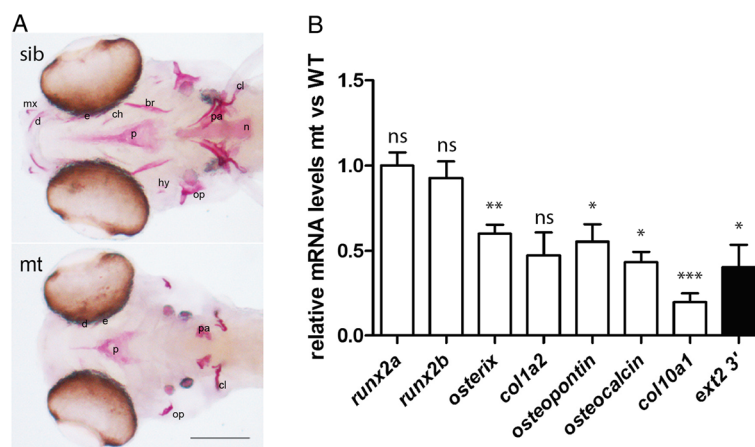 A
sib
mx
d
e
ch
br
p
pa
cl
n
hy
op
mt
d
e
p
pa
cl
op
B
relative mRNA levels mt vs WT
1.5
1.0
0.5
0.0
ns
ns
**
ns
*
*
***
*
runx2a
runx2b
osterix
col1a2
osteopontin
osteocalcin
col10a1
ext2 3'